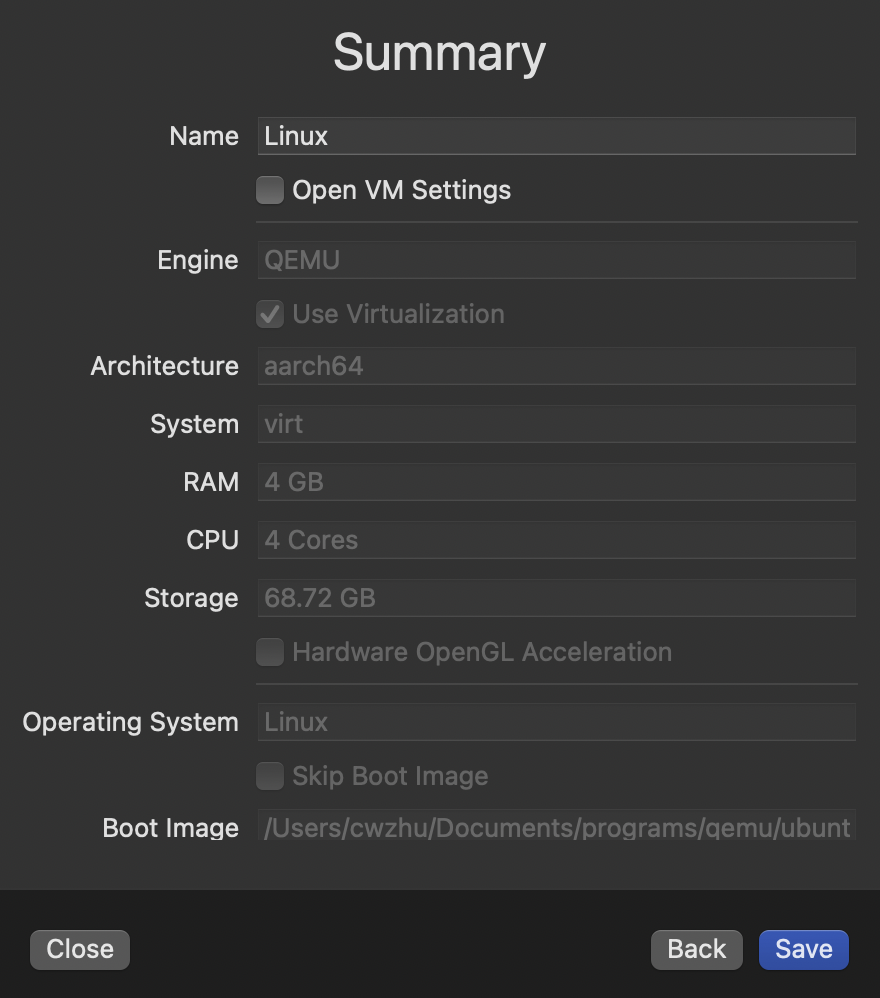 Summary
Name Linux
Open VM Settings
Engine QEMU
Use Virtualization
Architecture aarch64
System virt
RAM 4 GB
CPU 4 Cores
Storage 68.72 GB
Hardware OpenGL Acceleration
Operating System Linux
Skip Boot Image
Boot Image /Users/cwzhu/Documents/programs/qemu/ubunt
Close Back Save